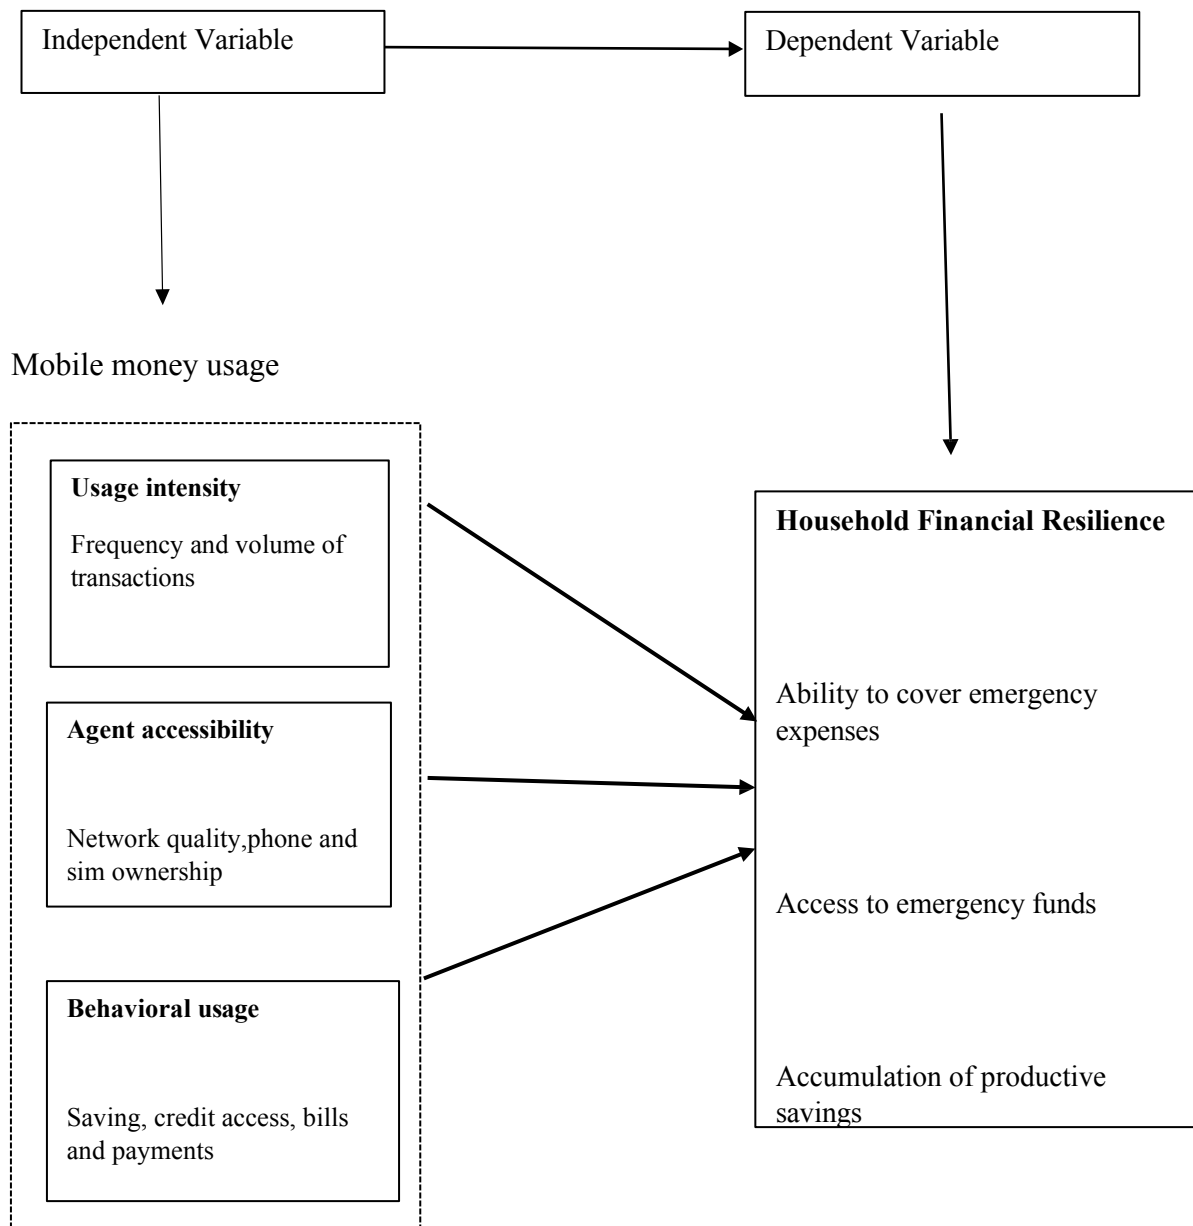 Independent Variable
Dependent Variable
Mobile money usage
Usage intensity
Frequency and volume of
transactions
Agent accessibility
Network quality,phone and
sim ownership
Behavioral usage
Saving, credit access, bills
and payments
Household Financial Resilience
Ability to cover emergency
expenses
Access to emergency funds
Accumulation of productive
savings